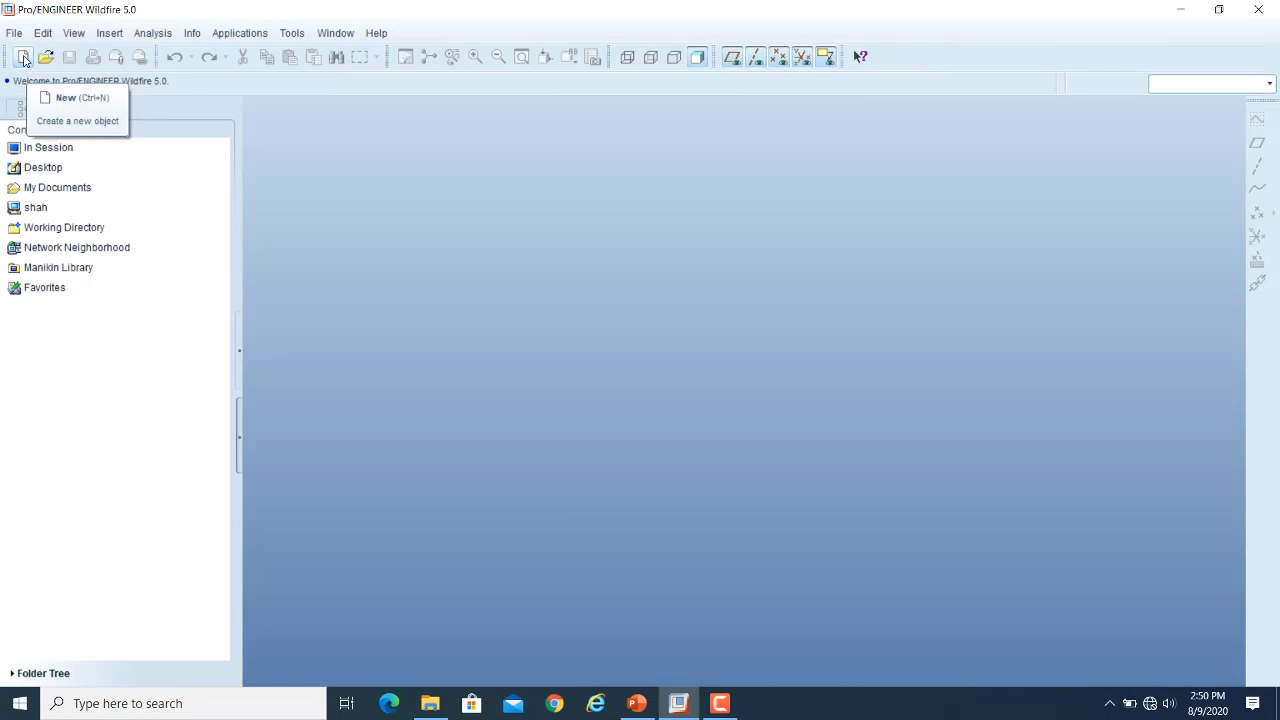 Pro/ENGINEER Wildfire 5.0
File Edit View Insert Analysis Info Applications Tools Window Help
Welcome to Pro/ENGINEER Wildfire 5.0.
New (Ctrl+N)
Create a new object
In Session
Desktop
My Documents
shah
Working Directory
Network Neighborhood
Manikin Library
Favorites
Folder Tree
Type here to search
2:50 PM
8/9/2020